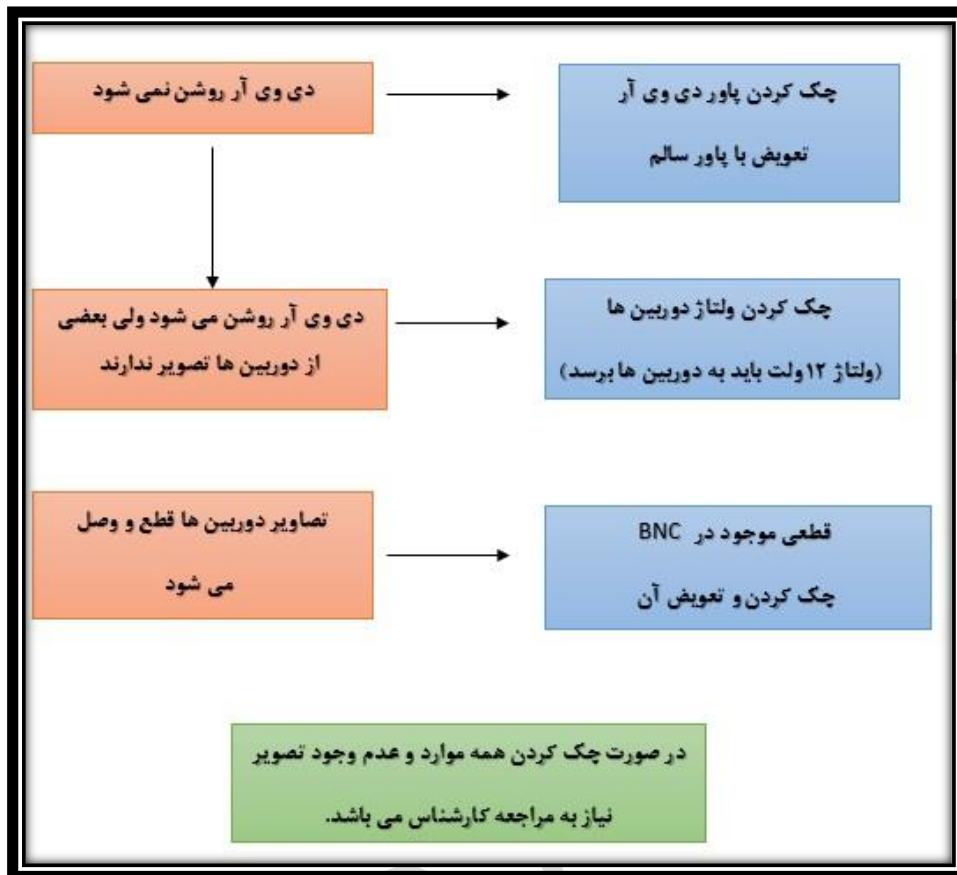 دی وی آر روشن نمی شود
چک کردن پاور دی وی آر
تعویض با پاور سالم
دی وی آر روشن می شود ولی بعضی
از دوربین ها تصویر ندارند
چک کردن ولتاژ دوربین ها
(ولتاژ ۱۲ولت باید به دوربین ها برسد)
تصاویر دوربین ها قطع و وصل
می شود
قطعی موجود در BNC
چک کردن و تعویض آن
در صورت چک کردن همه موارد و عدم وجود تصویر
نیاز به مراجعه کارشناس می باشد.